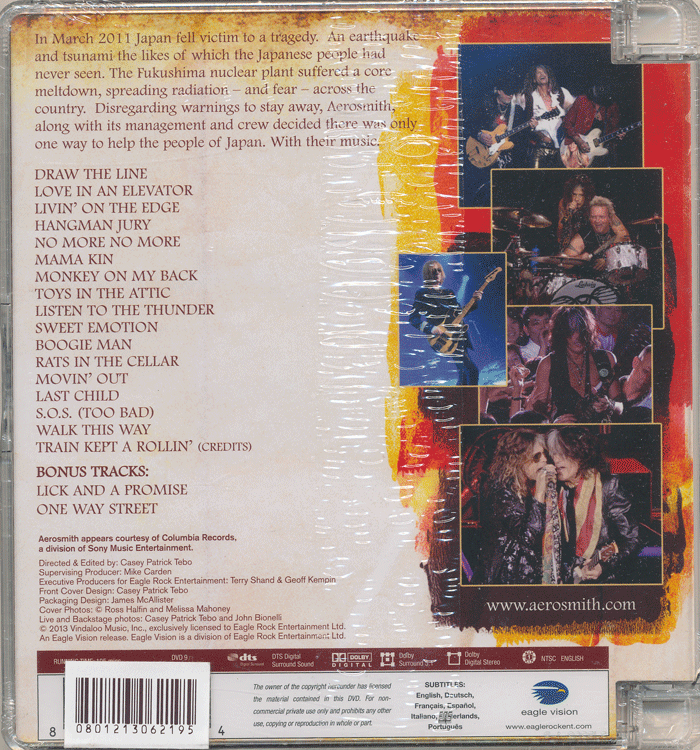 In March 2011 Japan fell victim to a tragedy. An earthquake
and tsunami the likes of which the Japanese people had
never seen. The Fukushima nuclear plant suffered a core
meltdown, spreading radiation – and fear – across the
country. Disregarding warnings to stay away, Aerosmith,
along with its management and crew decided there was only
one way to help the people of Japan. With their music.
DRAW THE LINE
LOVE IN AN ELEVATOR
LIVIN' ON THE EDGE
HANGMAN JURY
NO MORE NO MORE
MAMA KIN
MONKEY ON MY BACK
TOYS IN THE ATTIC
LISTEN TO THE THUNDER
SWEET EMOTION
BOOGIE MAN
RATS IN THE CELLAR
MOVIN' OUT
LAST CHILD
S.O.S. (TOO BAD)
WALK THIS WAY
TRAIN KEPT A ROLLIN' (CREDITS)
BONUS TRACKS:
LICK AND A PROMISE
ONE WAY STREET
Ludwig
www.aerosmith.com
Aerosmith appears courtesy of Columbia Records,
a division of Sony Music Entertainment.
Directed & Edited by: Casey Patrick Tebo
Supervising Producer: Mike Carden
Executive Producers for Eagle Rock Entertainment: Terry Shand & Geoff Kempin
Front Cover Design: Casey Patrick Tebo
Packaging Design: James McAllister
Cover Photos: © Ross Halfin and Melissa Mahoney
Live and Backstage photos: Casey Patrick Tebo and John Bionelli
© 2013 Vindaloo Music, Inc., exclusively licensed to Eagle Rock Entertainment Ltd.
An Eagle Vision release. Eagle Vision is a division of Eagle Rock Entertainment Ltd.
DVD 9 dts Digital Surround DTS Digital Surround Sound DOLBY DIGITAL Dolby Surround Dolby Digital Stereo NTSC ENGLISH
The owner of the copyright hereunder has licensed
the material contained in this DVD. For non-
commercial private use only and prohibits any other
use, copying or reproduction in whole or part.
SUBTITLES:
English, Deutsch,
Français, Español,
Italiano, Nederlands,
Português
eagle vision
www.eaglerockent.com
8 0801213062195 4